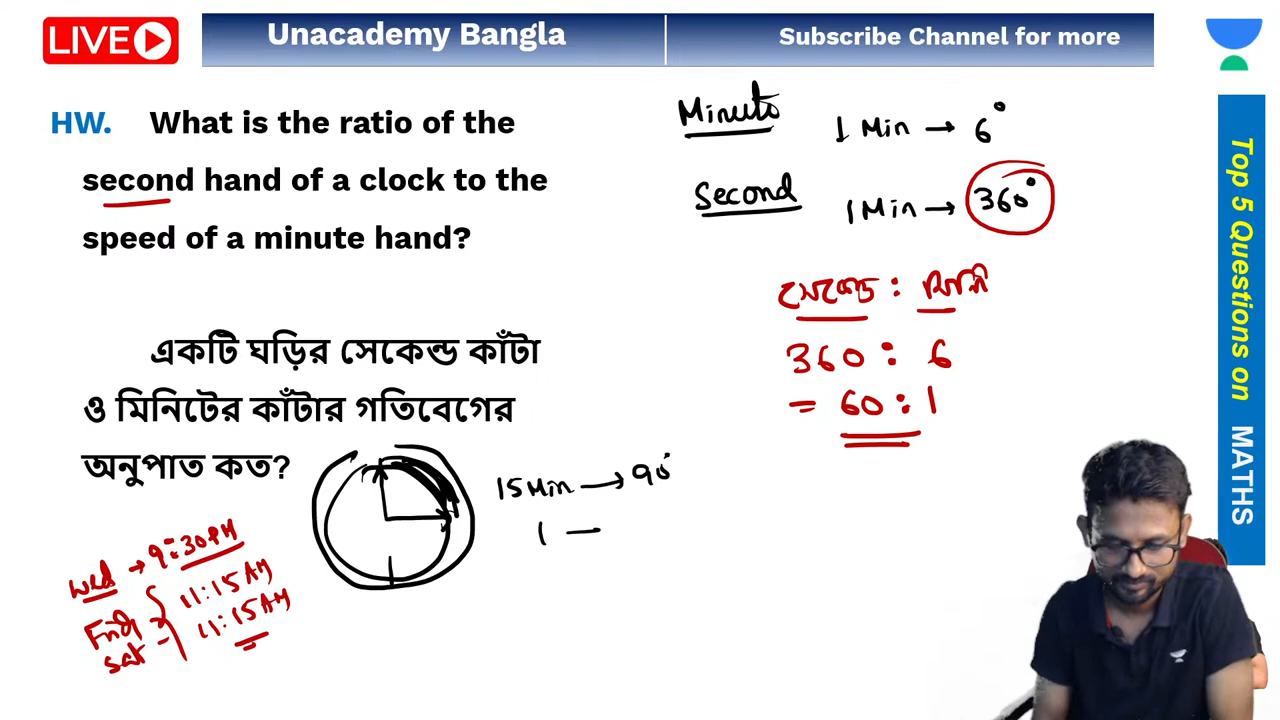 LIVE
Unacademy Bangla
Subscribe Channel for more
HW. What is the ratio of the
second hand of a clock to the
speed of a minute hand?
একটি ঘড়ির সেকেন্ড কাঁটা
ও মিনিটের কাঁটার গতিবেগের
অনুপাত কত?
Minute
1 Min → 6°
Second
1 Min → 360°
সেকেন্ড : মিনিট
360 : 6
= 60 : 1
15 Min → 90°
1 —
Wed → 9:30 PM
11:15 AM
Sat - 11:15 AM
Top 5 Questions on MATHS